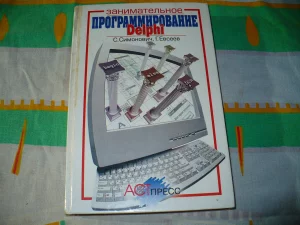 занимательное
ПРОГРАММИРОВАНИЕ
Delphi
С.Симонович, Г.Евсеев
АСТ ПРЕСС